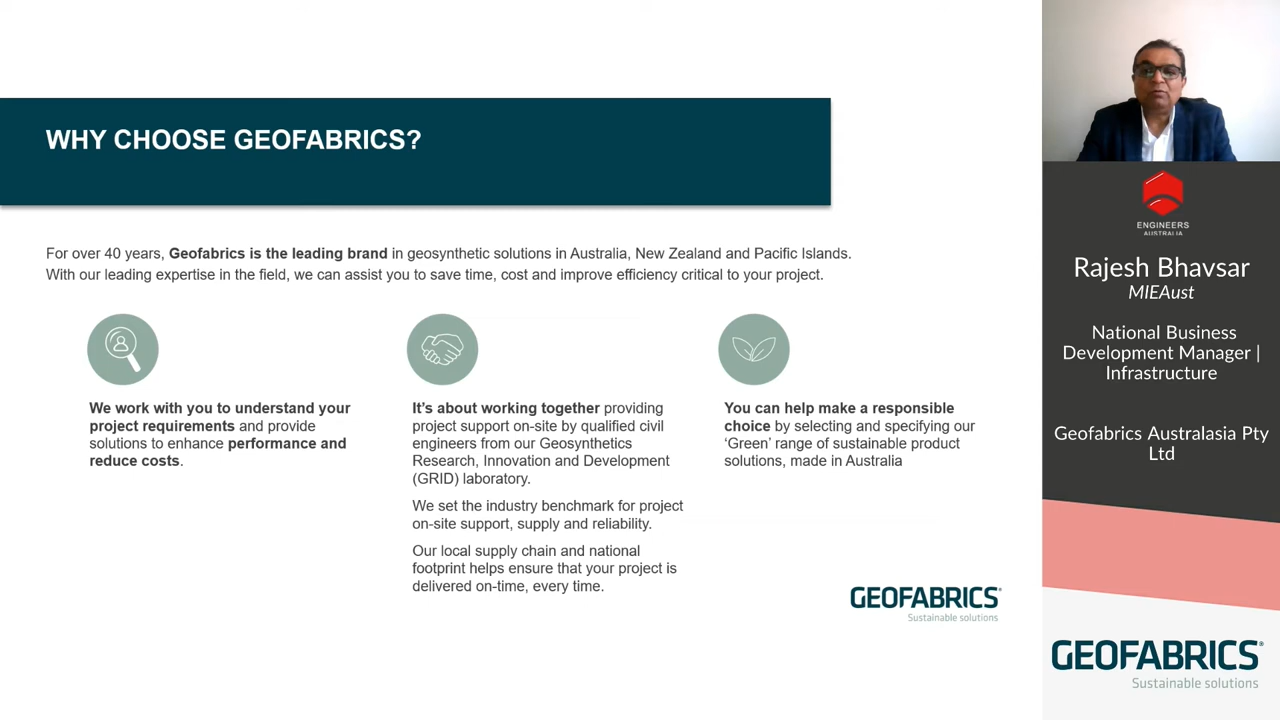 WHY CHOOSE GEOFABRICS?
For over 40 years, Geofabrics is the leading brand in geosynthetic solutions in Australia, New Zealand and Pacific Islands.
With our leading expertise in the field, we can assist you to save time, cost and improve efficiency critical to your project.
We work with you to understand your
project requirements and provide
solutions to enhance performance and
reduce costs.
It’s about working together providing
project support on-site by qualified civil
engineers from our Geosynthetics
Research, Innovation and Development
(GRID) laboratory.
We set the industry benchmark for project
on-site support, supply and reliability.
Our local supply chain and national
footprint helps ensure that your project is
delivered on-time, every time.
You can help make a responsible
choice by selecting and specifying our
‘Green’ range of sustainable product
solutions, made in Australia
GEOFABRICS®
Sustainable solutions
ENGINEERS
AUSTRALIA
Rajesh Bhavsar
MIEAust
National Business
Development Manager |
Infrastructure
Geofabrics Australasia Pty
Ltd
GEOFABRICS®
Sustainable solutions